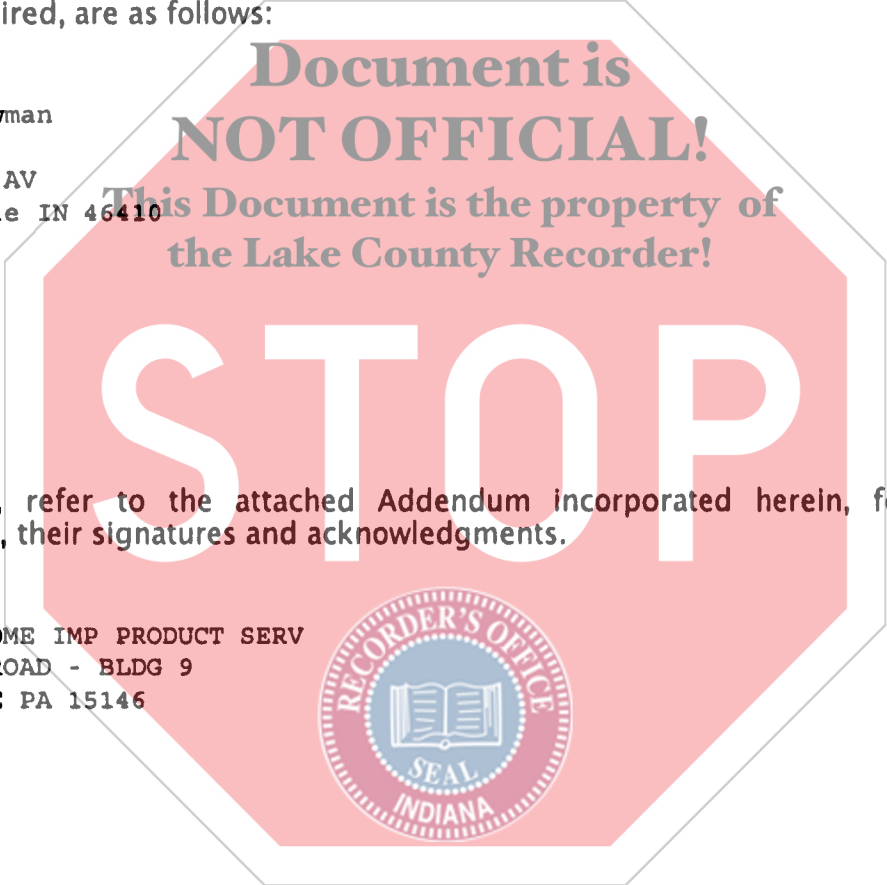 ired, are as follows:
Document is
man
NOT OFFICIAL!
AV
This Document is the property of
e IN 46410
the Lake County Recorder!
STOP
refer to the attached Addendum incorporated herein, f
, their signatures and acknowledgments.
ME IMP PRODUCT SERV
ROAD - BLDG 9
PA 15146
RECORDER'S OFFICE
SEAL
INDIANA